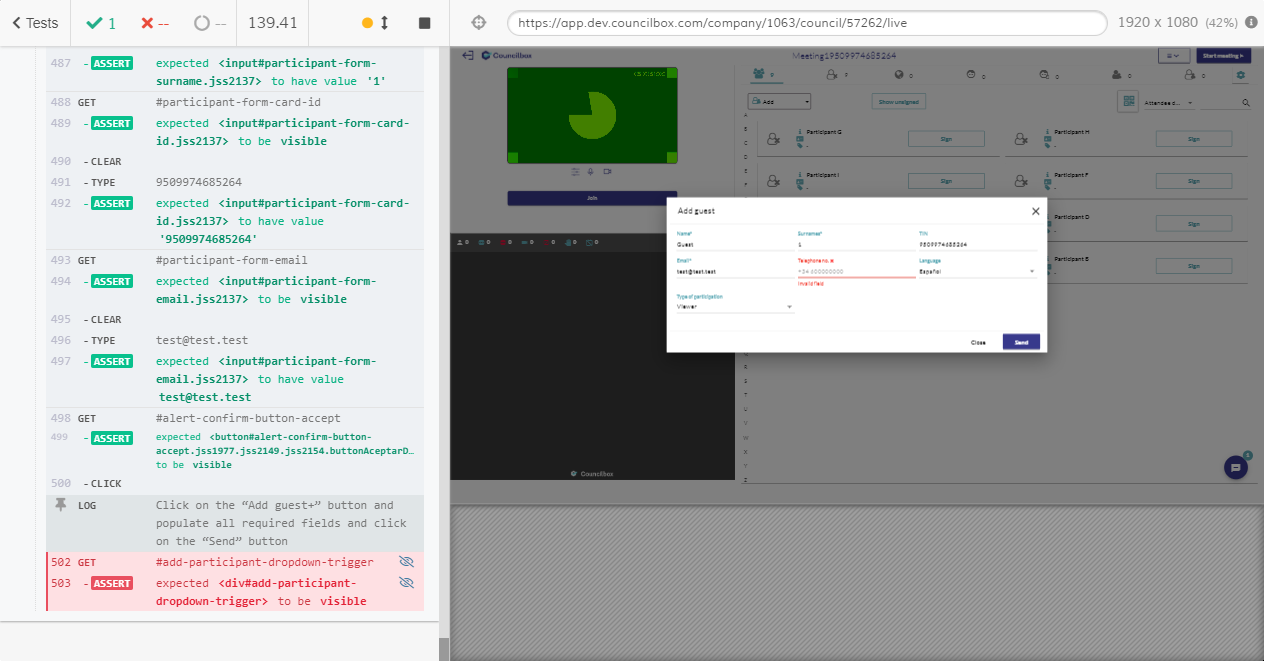 Tests
1
--
--
139.41
https://app.dev.councilbox.com/company/1063/council/57262/live
1920 x 1080 (42%)
487 -ASSERT expected <input#participant-form-
surname.jss2137> to have value '1'
488 GET #participant-form-card-id
489 -ASSERT expected <input#participant-form-card-
id.jss2137> to be visible
490 -CLEAR
491 -TYPE 9509974685264
492 -ASSERT expected <input#participant-form-card-
id.jss2137> to have value
'9509974685264'
493 GET #participant-form-email
494 -ASSERT expected <input#participant-form-
email.jss2137> to be visible
495 -CLEAR
496 -TYPE test@test.test
497 -ASSERT expected <input#participant-form-
email.jss2137> to have value
test@test.test
498 GET #alert-confirm-button-accept
499 -ASSERT expected <button#alert-confirm-button-
accept.jss1977.jss2149.jss2154.buttonAceptarD…
to be visible
500 -CLICK
LOG Click on the “Add guest+” button and
populate all required fields and click
on the “Send” button
502 GET #add-participant-dropdown-trigger
503 -ASSERT expected <div#add-participant-
dropdown-trigger> to be visible
Councilbox
Meeting19509974685264
Start meeting
Join
Add
Show unsigned
Attendee d...
Participant G
Sign
Participant H
Sign
Participant I
Sign
Participant F
Sign
Participant D
Sign
Participant B
Sign
Add guest
Name*
Surnames*
TIN
Guest
1
9509974685264
Email*
Telephone no. *
Language
test@test.test
+34 600000000
Español
Invalid field
Type of participation
Viewer
Close
Send
Councilbox